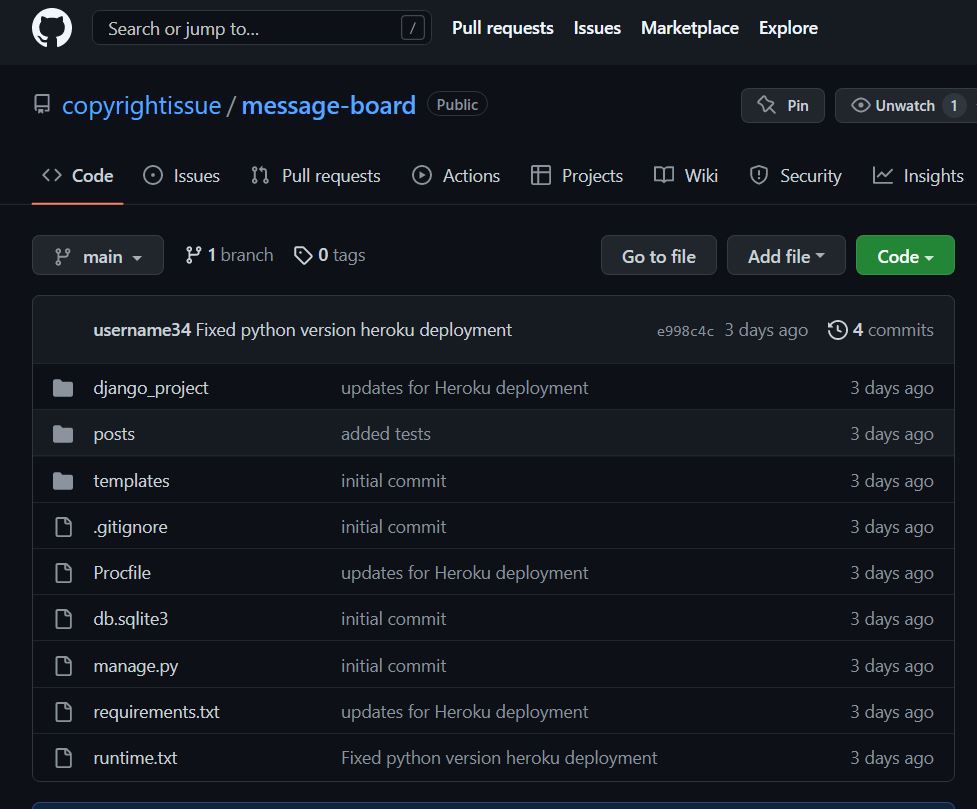 Search or jump to... / Pull requests Issues Marketplace Explore
copyrightissue / message-board Public Pin Unwatch 1
Code Issues Pull requests Actions Projects Wiki Security Insights
main 1 branch 0 tags Go to file Add file Code
username34 Fixed python version heroku deployment e998c4c 3 days ago 4 commits
django_project updates for Heroku deployment 3 days ago
posts added tests 3 days ago
templates initial commit 3 days ago
.gitignore initial commit 3 days ago
Procfile updates for Heroku deployment 3 days ago
db.sqlite3 initial commit 3 days ago
manage.py initial commit 3 days ago
requirements.txt updates for Heroku deployment 3 days ago
runtime.txt Fixed python version heroku deployment 3 days ago